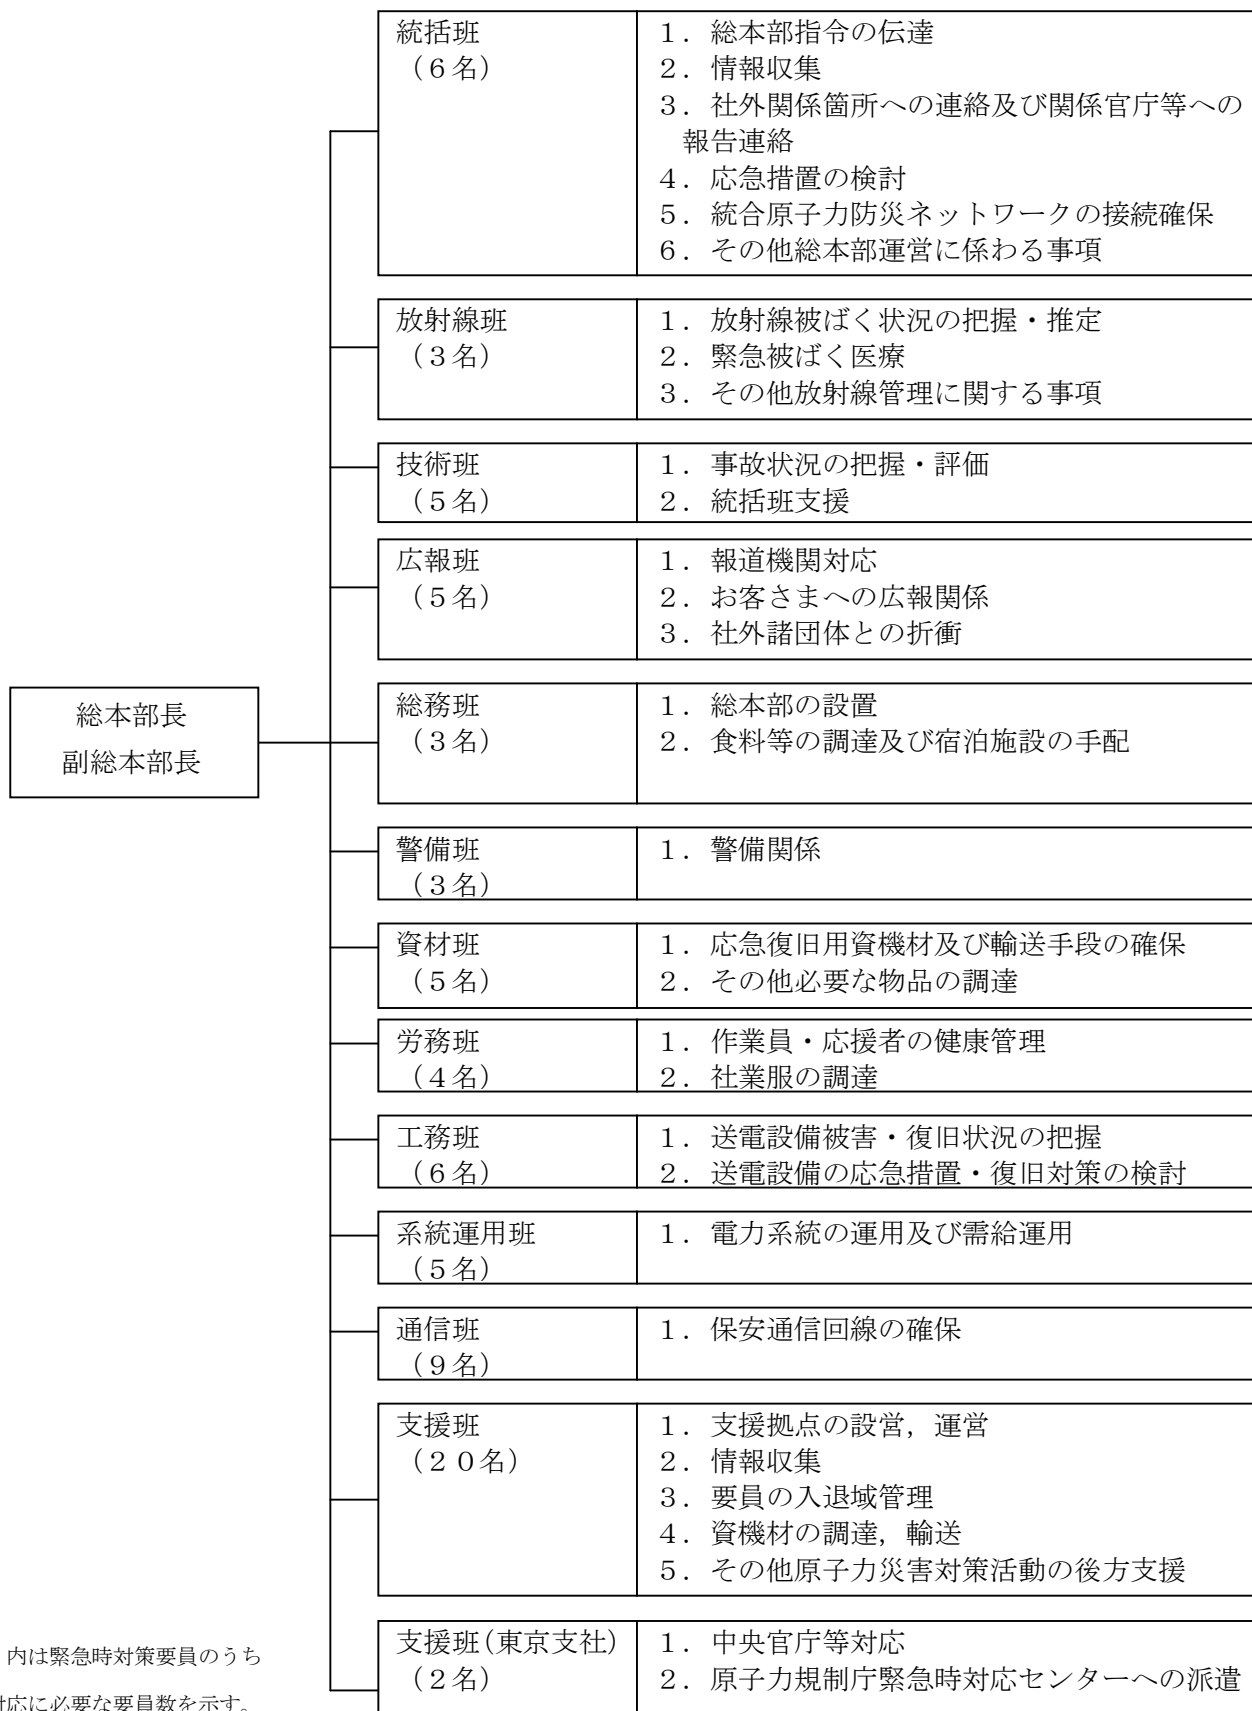 統括班
（６名）
１．総本部指令の伝達
２．情報収集
３．社外関係箇所への連絡及び関係官庁等への
報告連絡
４．応急措置の検討
５．統合原子力防災ネットワークの接続確保
６．その他総本部運営に係わる事項
放射線班
（３名）
１．放射線被ばく状況の把握・推定
２．緊急被ばく医療
３．その他放射線管理に関する事項
技術班
（５名）
１．事故状況の把握・評価
２．統括班支援
広報班
（５名）
１．報道機関対応
２．お客さまへの広報関係
３．社外諸団体との折衝
総本部長
副総本部長
総務班
（３名）
１．総本部の設置
２．食料等の調達及び宿泊施設の手配
警備班
（３名）
１．警備関係
資材班
（５名）
１．応急復旧用資機材及び輸送手段の確保
２．その他必要な物品の調達
労務班
（４名）
１．作業員・応援者の健康管理
２．社業服の調達
工務班
（６名）
１．送電設備被害・復旧状況の把握
２．送電設備の応急措置・復旧対策の検討
系統運用班
（５名）
１．電力系統の運用及び需給運用
通信班
（９名）
１．保安通信回線の確保
支援班
（２０名）
１．支援拠点の設営，運営
２．情報収集
３．要員の入退域管理
４．資機材の調達，輸送
５．その他原子力災害対策活動の後方支援
支援班（東京支社）
（２名）
１．中央官庁等対応
２．原子力規制庁緊急時対応センターへの派遣
内は緊急時対策要員のうち
対応に必要な要員数を示す。